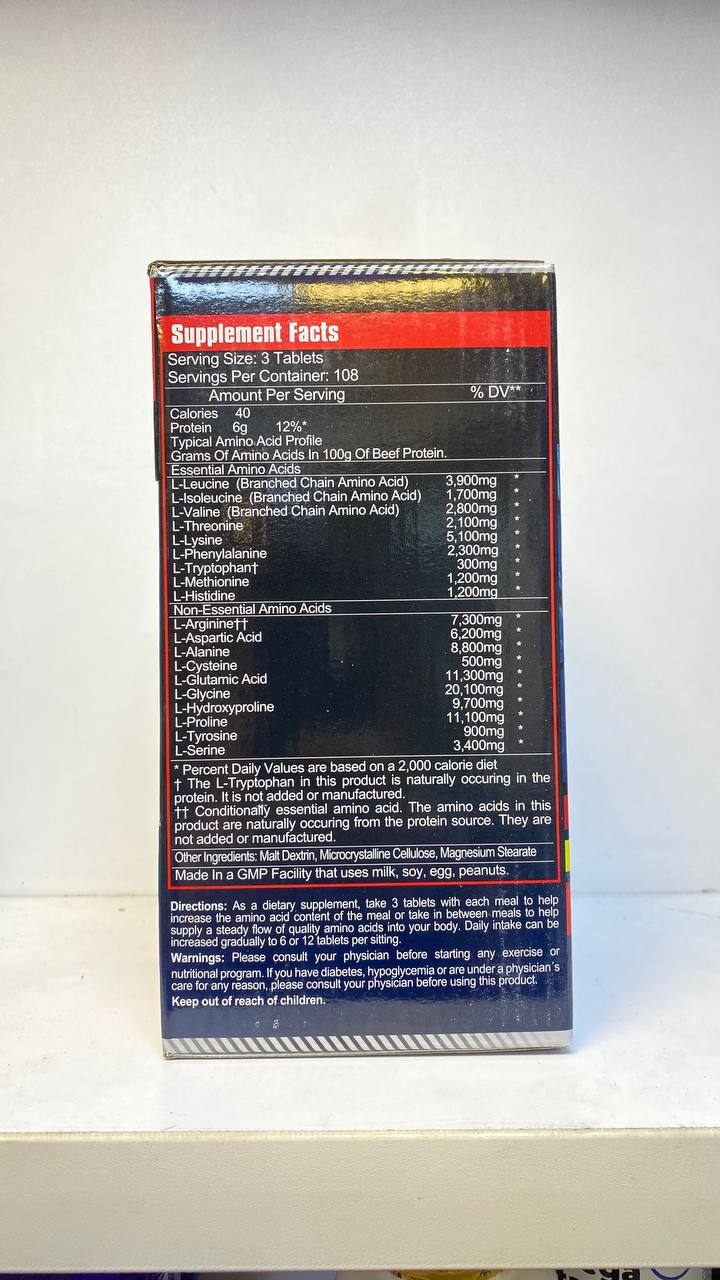 Supplement Facts
Serving Size: 3 Tablets
Servings Per Container: 108
Amount Per Serving % DV**
Calories 40
Protein 6g 12%*
Typical Amino Acid Profile
Grams Of Amino Acids In 100g Of Beef Protein.
Essential Amino Acids
L-Leucine (Branched Chain Amino Acid) 3,900mg *
L-Isoleucine (Branched Chain Amino Acid) 1,700mg *
L-Valine (Branched Chain Amino Acid) 2,800mg *
L-Threonine 2,100mg *
L-Lysine 5,100mg *
L-Phenylalanine 2,300mg *
L-Tryptophan† 300mg *
L-Methionine 1,200mg *
L-Histidine 1,200mg *
Non-Essential Amino Acids
L-Arginine†† 7,300mg *
L-Aspartic Acid 6,200mg *
L-Alanine 8,800mg *
L-Cysteine 500mg *
L-Glutamic Acid 11,300mg *
L-Glycine 20,100mg *
L-Hydroxyproline 9,700mg *
L-Proline 11,100mg *
L-Tyrosine 900mg *
L-Serine 3,400mg *
* Percent Daily Values are based on a 2,000 calorie diet
† The L-Tryptophan in this product is naturally occuring in the
protein. It is not added or manufactured.
†† Conditionally essential amino acid. The amino acids in this
product are naturally occuring from the protein source. They are
not added or manufactured.
Other Ingredients: Malt Dextrin, Microcrystalline Cellulose, Magnesium Stearate
Made In a GMP Facility that uses milk, soy, egg, peanuts.
Directions: As a dietary supplement, take 3 tablets with each meal to help
increase the amino acid content of the meal or take in between meals to help
supply a steady flow of quality amino acids into your body. Daily intake can be
increased gradually to 6 or 12 tablets per sitting.
Warnings: Please consult your physician before starting any exercise or
nutritional program. If you have diabetes, hypoglycemia or are under a physician's
care for any reason, please consult your physician before using this product.
Keep out of reach of children.